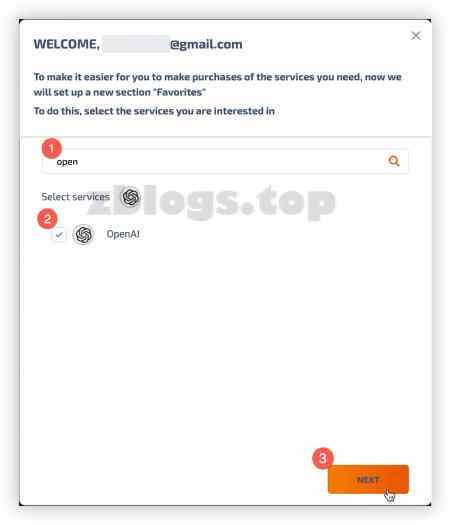 WELCOME, @gmail.com
To make it easier for you to make purchases of the services you need, now we
will set up a new section "Favorites"
To do this, select the services you are interested in
1
open
Select services
zblogs.top
2
OpenAI
3
NEXT